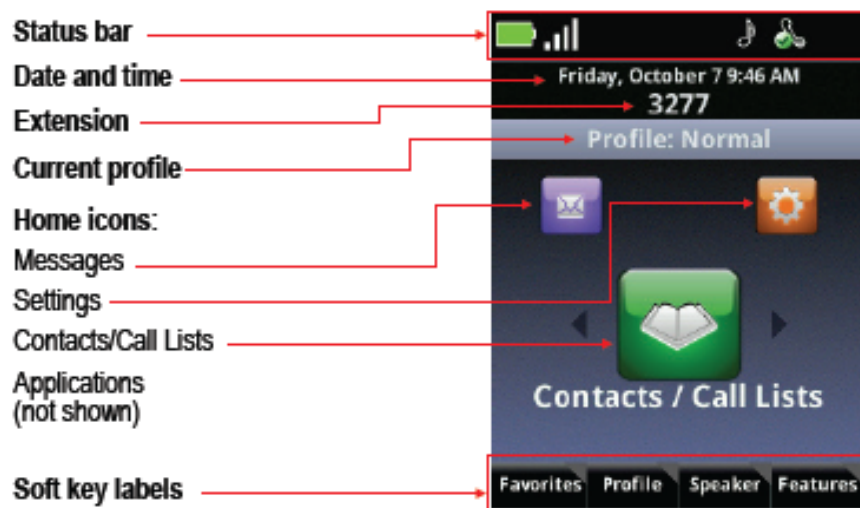 Status bar
Date and time
Extension
Current profile
Home icons:
Messages
Settings
Contacts/Call Lists
Applications
(not shown)
Soft key labels
Friday, October 7 9:46 AM
3277
Profile: Normal
Contacts / Call Lists
Favorites Profile Speaker Features